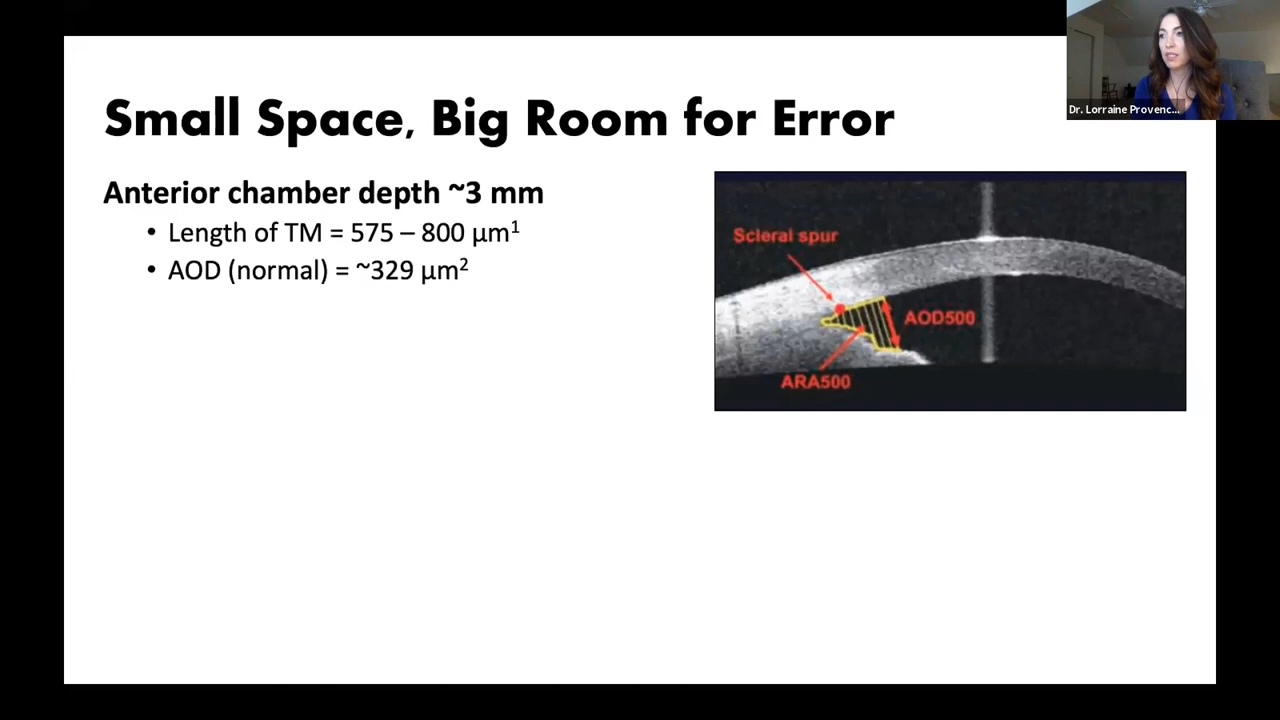 Small Space, Big Room for Error
Dr. Lorraine Provenc...
Anterior chamber depth ~3 mm
• Length of TM = 575 – 800 µm¹
• AOD (normal) = ~329 µm²
Scleral spur
AOD500
ARA500